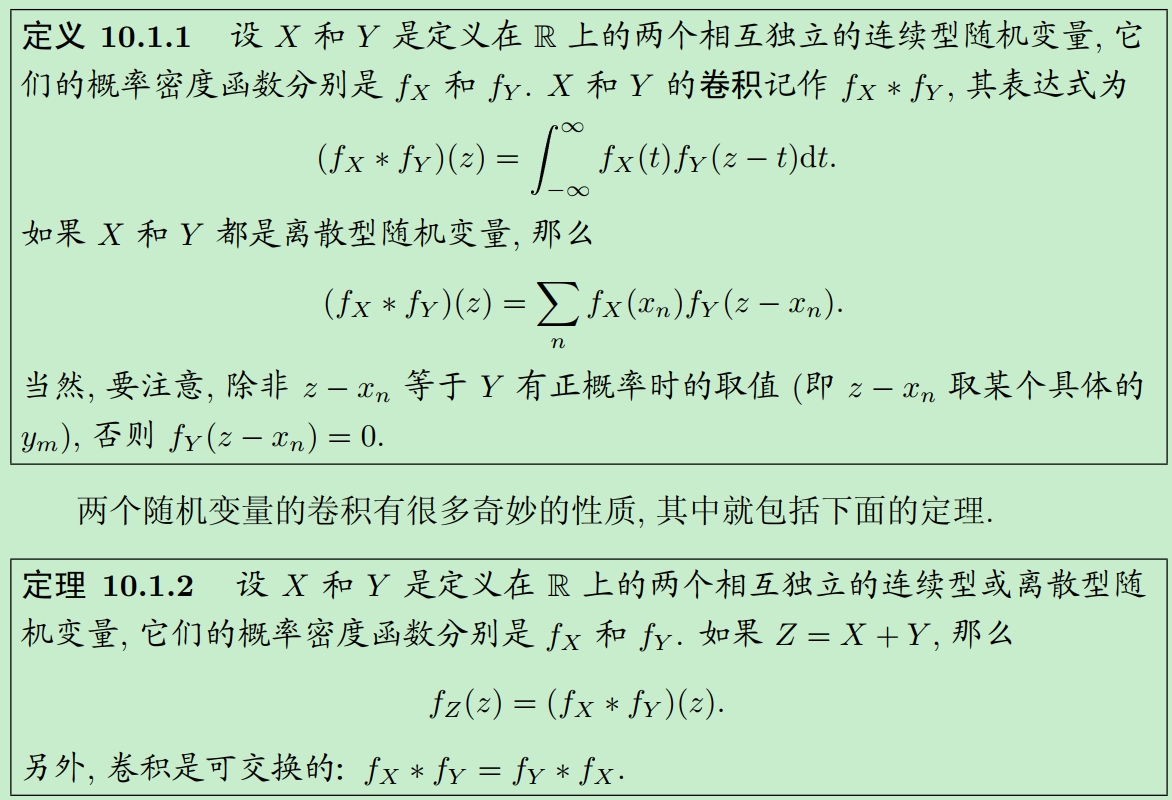 定义 10.1.1 设 X 和 Y 是定义在 ℝ 上的两个相互独立的连续型随机变量, 它
们的概率密度函数分别是 f_X 和 f_Y. X 和 Y 的卷积记作 f_X ∗ f_Y, 其表达式为
(f_X ∗ f_Y)(z) = ∫_{−∞}^{∞} f_X(t)f_Y(z − t)dt.
如果 X 和 Y 都是离散型随机变量, 那么
(f_X ∗ f_Y)(z) = ∑_n f_X(x_n)f_Y(z − x_n).
当然, 要注意, 除非 z − x_n 等于 Y 有正概率时的取值 (即 z − x_n 取某个具体的
y_m), 否则 f_Y(z − x_n) = 0.
两个随机变量的卷积有很多奇妙的性质, 其中就包括下面的定理.
定理 10.1.2 设 X 和 Y 是定义在 ℝ 上的两个相互独立的连续型或离散型随
机变量, 它们的概率密度函数分别是 f_X 和 f_Y. 如果 Z = X + Y, 那么
f_Z(z) = (f_X ∗ f_Y)(z).
另外, 卷积是可交换的: f_X ∗ f_Y = f_Y ∗ f_X.